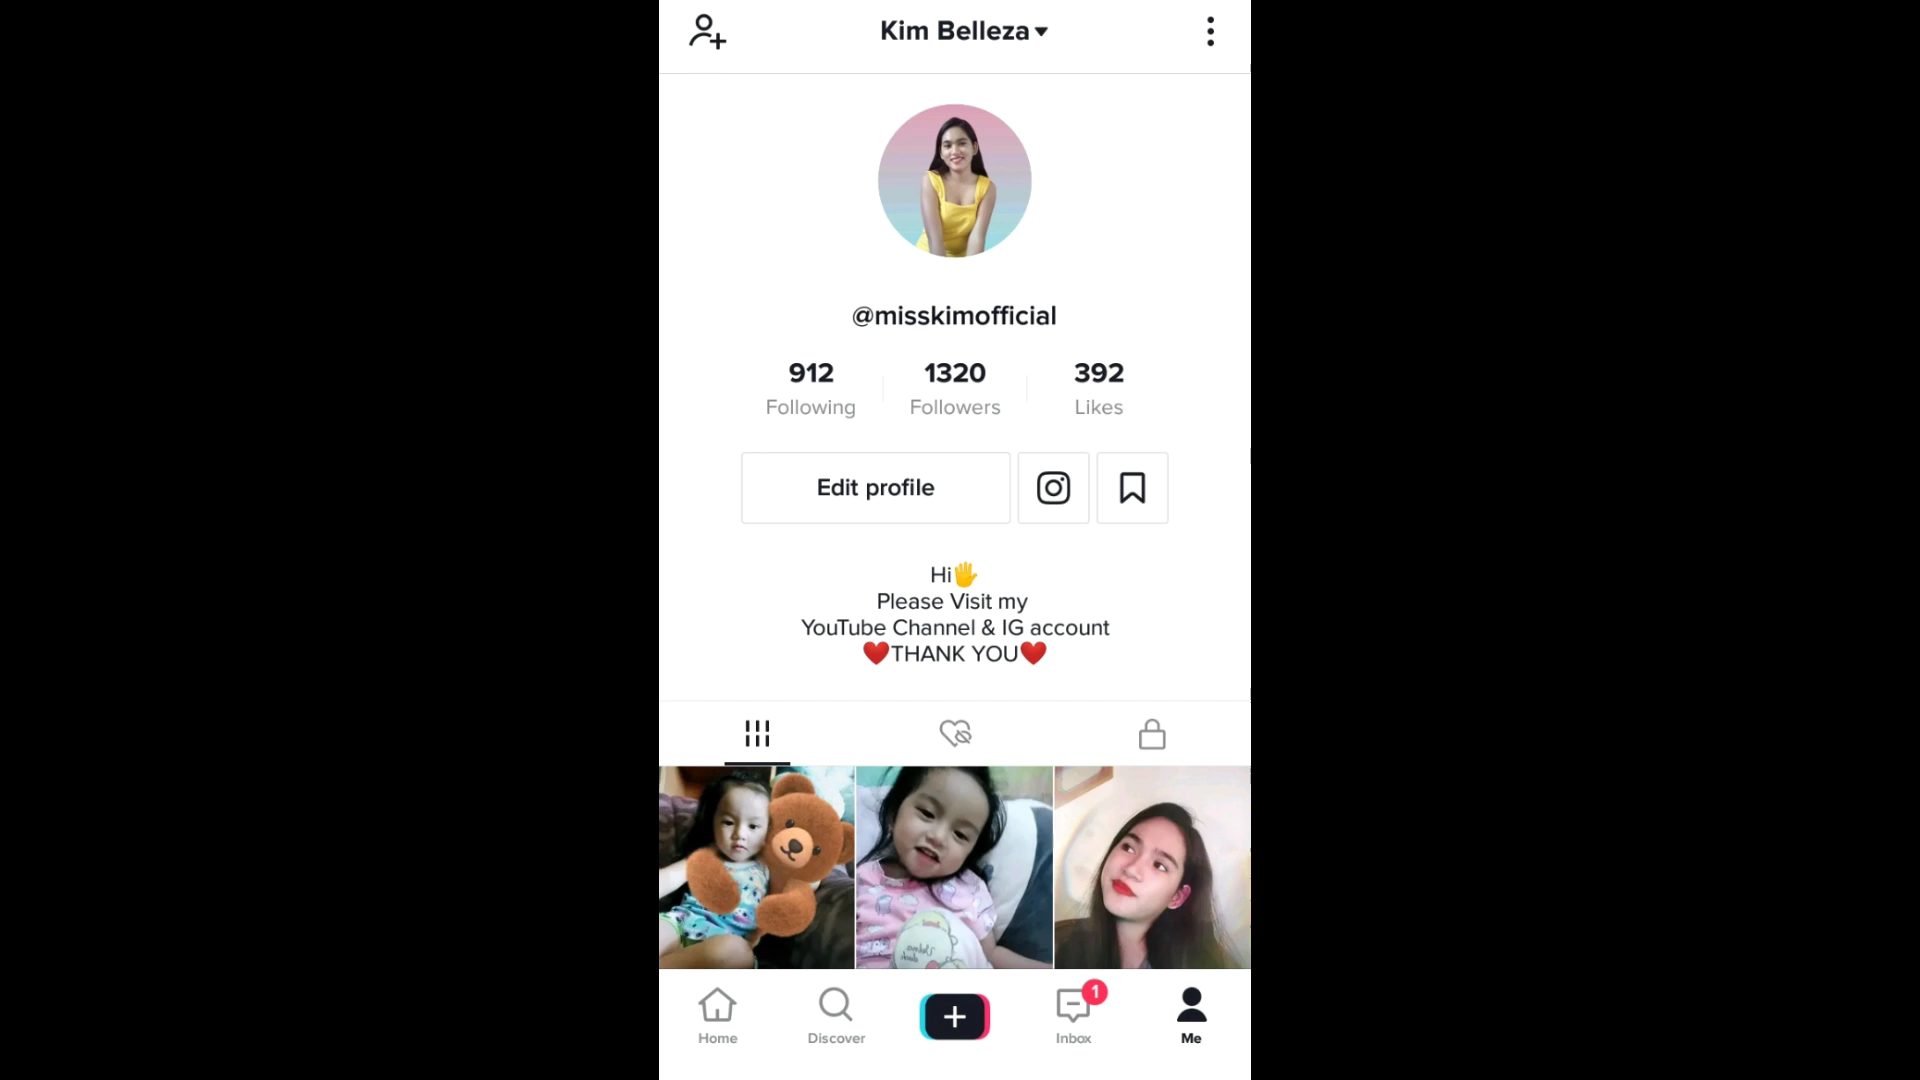 Kim Belleza
@misskimofficial
912
Following
1320
Followers
392
Likes
Edit profile
Hi🖐
Please Visit my
YouTube Channel & IG account
❤️THANK YOU❤️
Home
Discover
1
Inbox
Me